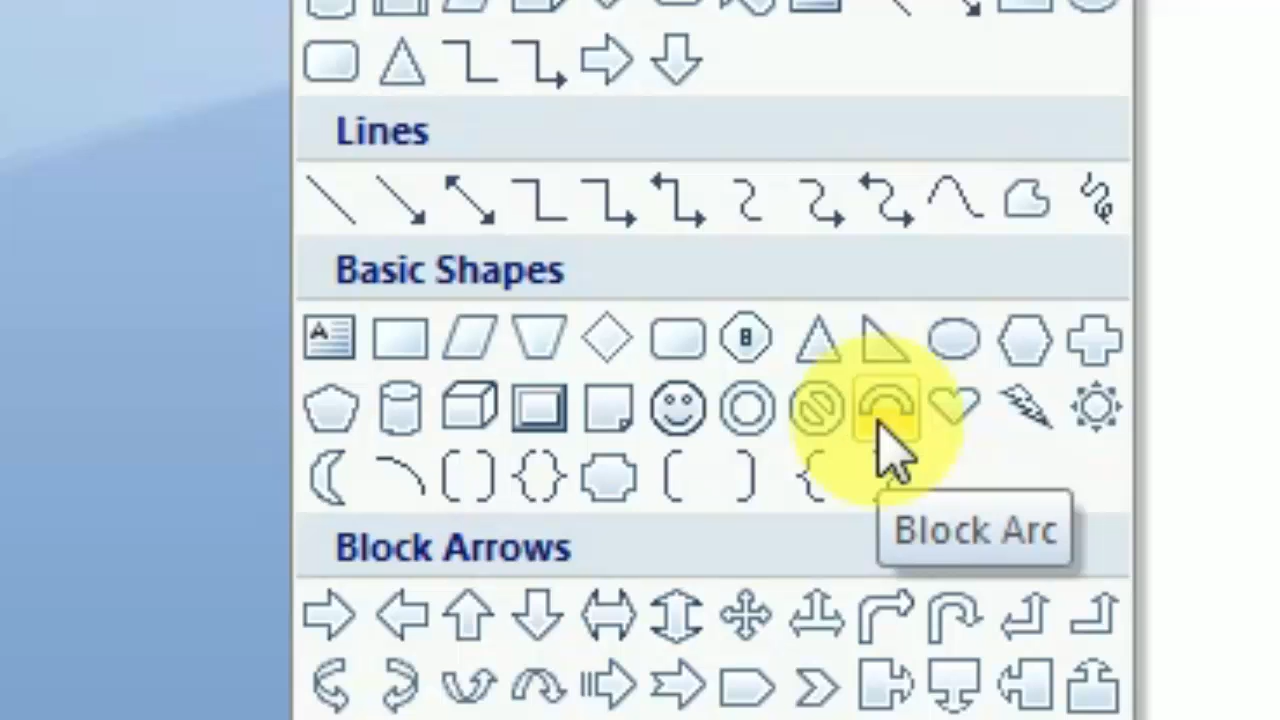 Lines
Basic Shapes
A
B
Block Arc
Block Arrows